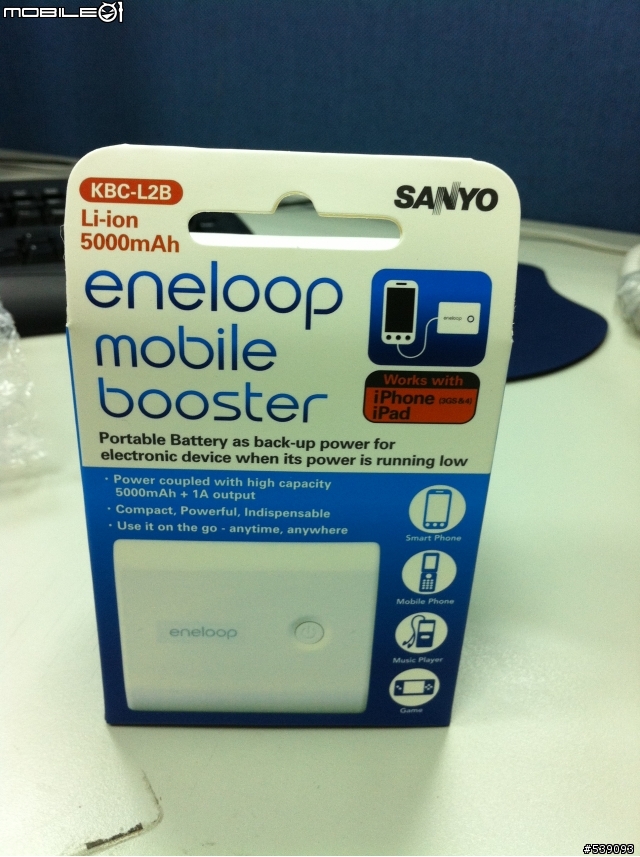 MOBILE01
KBC-L2B
SANYO
Li-ion
5000mAh
eneloop
mobile
booster
eneloop
Works with
iPhone (3GS&4)
iPad
Portable Battery as back-up power for
electronic device when its power is running low
· Power coupled with high capacity
5000mAh + 1A output
· Compact, Powerful, Indispensable
· Use it on the go - anytime, anywhere
Smart Phone
Mobile Phone
Music Player
Game
eneloop
#539093